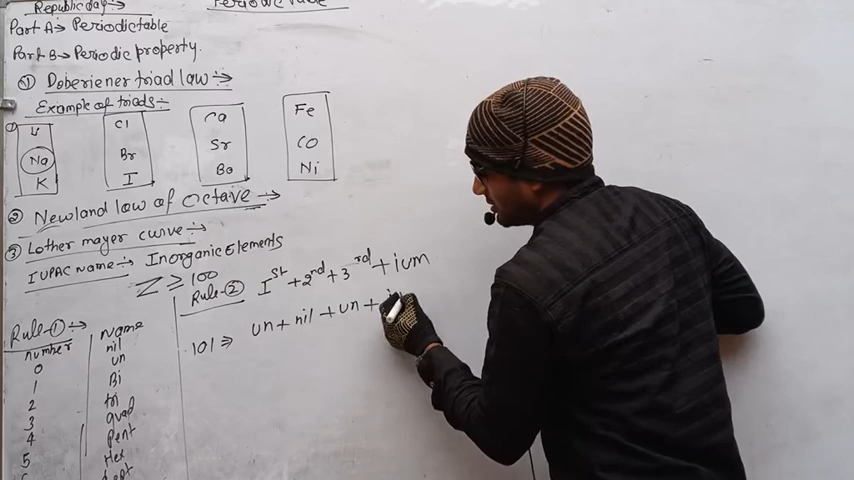 Republic day :→ Periodic Table
Part A :→ Periodic table
Part B → Periodic property.
① Doberiener triad law :→
Example of triads :-
① Li Cl Ca Fe
Na Br Sr CO
K I Ba Ni
② Newland law of octave :→
③ Lother mayer curve :→
IUPAC Name :→ Inorganic Elements
Z ≥ 100
Rule-② I st + 2nd + 3rd + ium
101 ⇒ un + nil + un +
Rule-① :→
number Name
0 nil
1 un
2 Bi
3 tri
4 quad
5 Pent
Hex